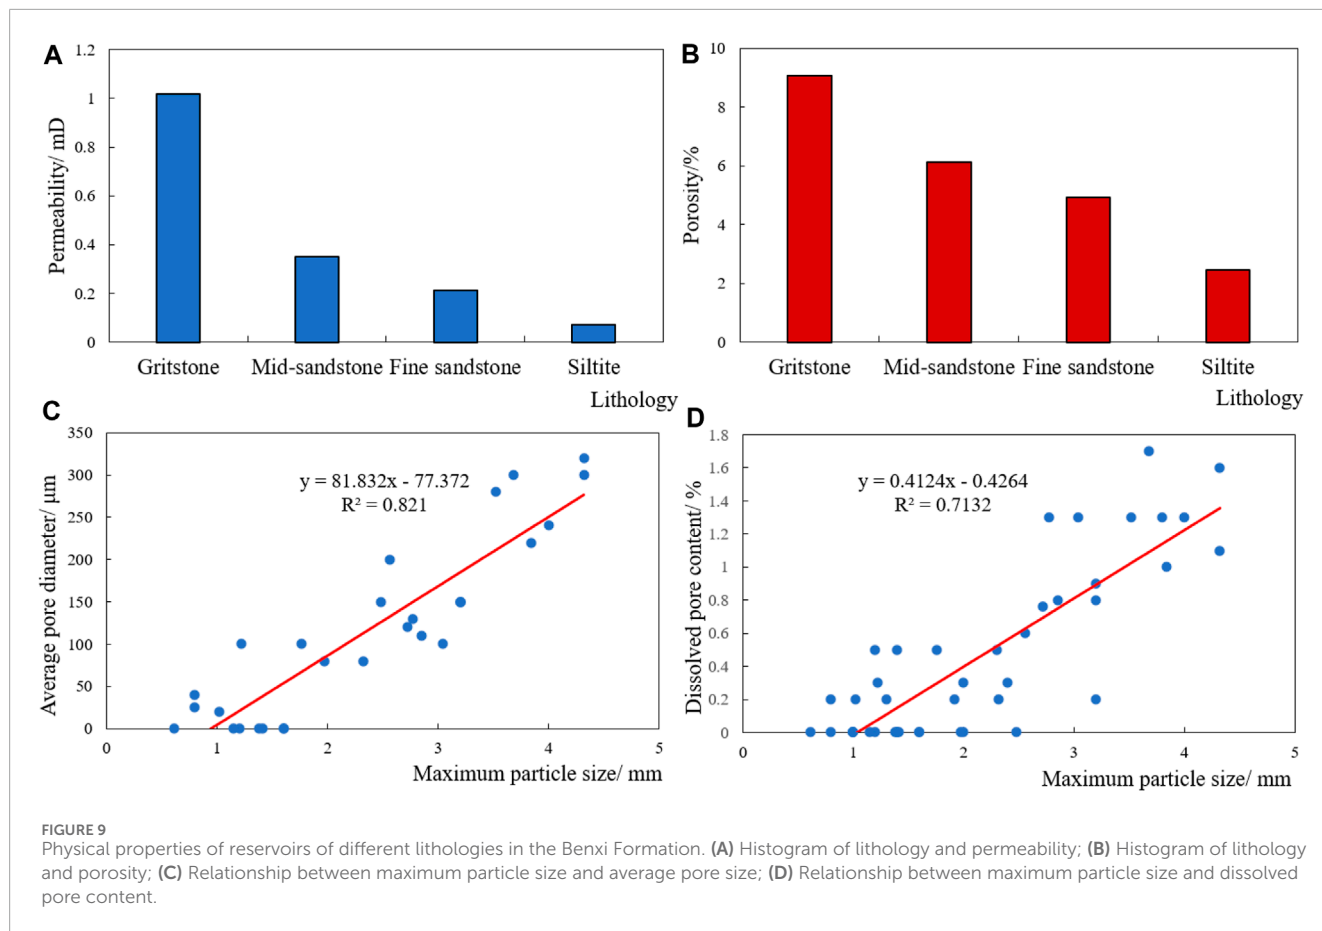 A
1.2
1
0.8
0.6
0.4
0.2
0
Permeability/ mD
Gritstone
Mid-sandstone
Fine sandstone
Siltite
Lithology
B
10
8
6
4
2
0
Porosity/%
Gritstone
Mid-sandstone
Fine sandstone
Siltite
Lithology
C
350
300
250
200
150
100
50
0
Average pore diameter/ μm
y = 81.832x - 77.372
R² = 0.821
0 1 2 3 4 5
Maximum particle size/ mm
D
1.8
1.6
1.4
1.2
1
0.8
0.6
0.4
0.2
0
Dissolved pore content/ %
y = 0.4124x - 0.4264
R² = 0.7132
0 1 2 3 4 5
Maximum particle size/ mm
FIGURE 9
Physical properties of reservoirs of different lithologies in the Benxi Formation. (A) Histogram of lithology and permeability; (B) Histogram of lithology
and porosity; (C) Relationship between maximum particle size and average pore size; (D) Relationship between maximum particle size and dissolved
pore content.